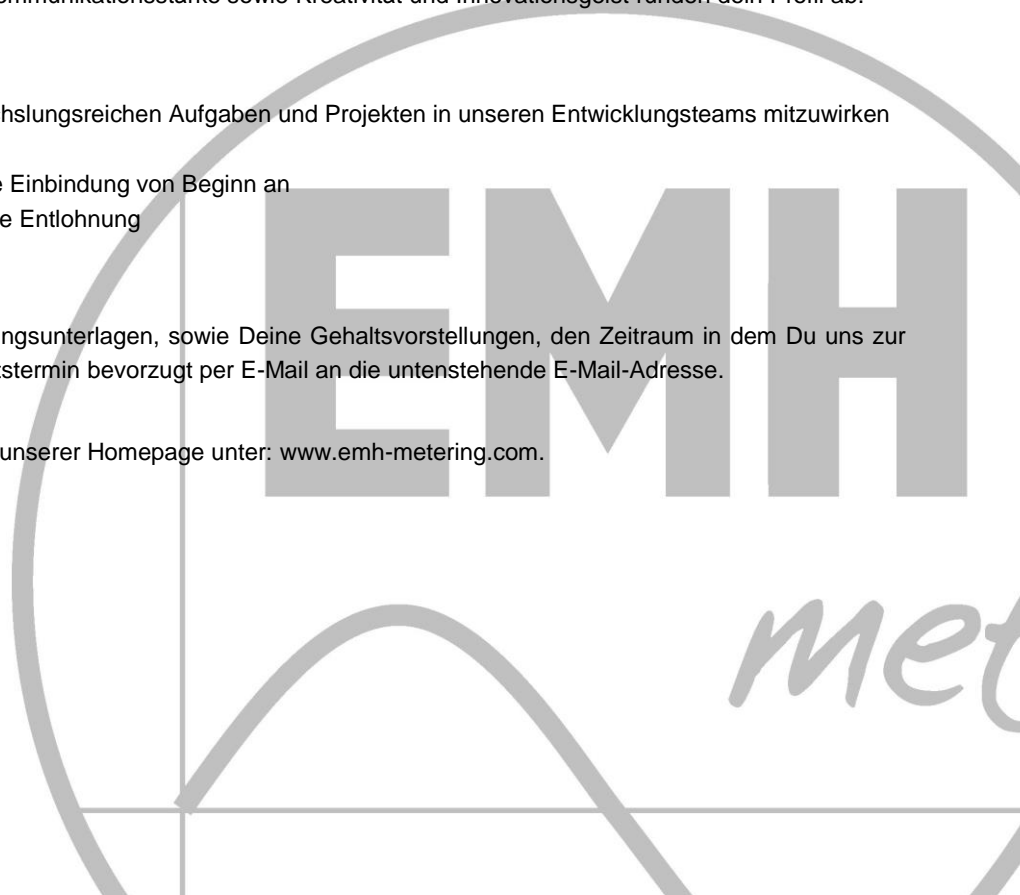 ommunikationsstärke sowie Kreativität und Innovationsgeist runden dein Profil ab.
chslungsreichen Aufgaben und Projekten in unseren Entwicklungsteams mitzuwirken
e Einbindung von Beginn an
e Entlohnung
ngsunterlagen, sowie Deine Gehaltsvorstellungen, den Zeitraum in dem Du uns zur
tstermin bevorzugt per E-Mail an die untenstehende E-Mail-Adresse.
unserer Homepage unter: www.emh-metering.com.
EMH
met